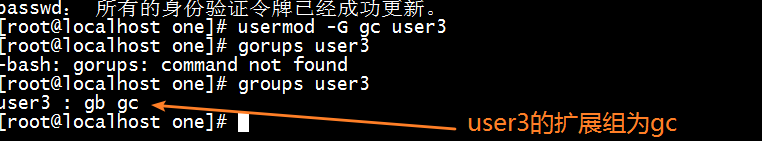 passwd： 所有的身份验证令牌已经成功更新。
[root@localhost one]# usermod -G gc user3
[root@localhost one]# gorups user3
-bash: gorups: command not found
[root@localhost one]# groups user3
user3 : gb gc
[root@localhost one]#
user3的扩展组为gc